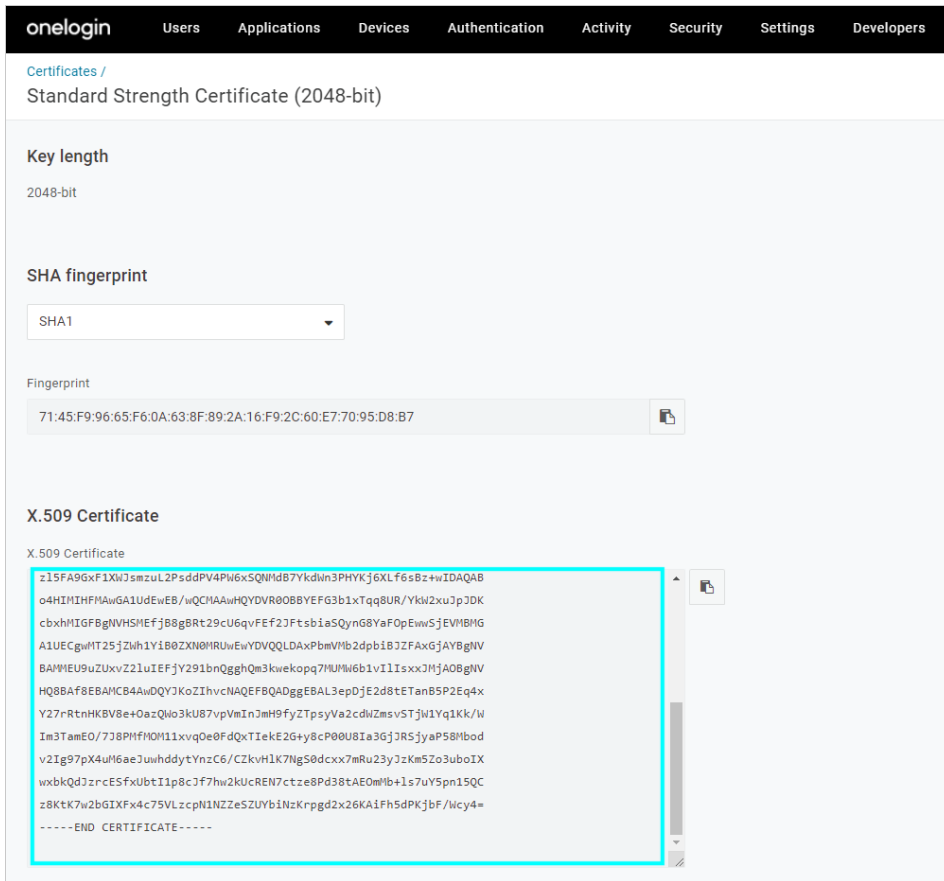 onelogin Users Applications Devices Authentication Activity Security Settings Developers
Certificates /
Standard Strength Certificate (2048-bit)
Key length
2048-bit
SHA fingerprint
SHA1
Fingerprint
71:45:F9:96:65:F6:0A:63:8F:89:2A:16:F9:2C:60:E7:70:95:D8:B7
X.509 Certificate
X.509 Certificate
zl5FA9GxF1XWJsmzuL2PsddPV4PW6xSQNMdB7YkdWn3PHYKj6XLf6sBz+wIDAQAB
o4HIMIHFMAwGA1UdEwEB/wQCMAAwHQYDVR0OBBYEFG3b1xTqq8UR/YkW2xuJpJDK
cbxhMIGFBgNVHSMEfjB8gBRt29cU6qvFEf2JFtsbiaSQynG8YaFOpEwwSjEVMBMG
A1UECgwMT25jZWh1YiB0ZXN0MRUwEwYDVQQLDAxPbmVMb2dpbiBJZFAxGjAYBgNV
BAMMEU9uZUxvZ2luIEFjY291bnQgghQm3kwekopq7MUMW6b1vIlIsxxJMjAOBgNV
HQ8BAf8EBAMCB4AwDQYJKoZIhvcNAQEFBQADggEBAL3epDjE2d8tETanB5P2Eq4x
Y27rRtnHKBV8e+OazQWo3kU87vpVmInJmH9fyZTpsyVa2cdWZmsvSTjW1Yq1Kk/W
Im3TamEO/7J8PMfMOM11xvqOe0FdQxTIekE2G+y8cP00U8Ia3GjJRSjyaP58Mbod
v2Ig97pX4uM6aeJuwhddytYnzC6/CZkvHlK7NgS0dcxx7mRu23yJzKm5Zo3uboIX
wxbkQdJzrcESfxUbtI1p8cJf7hw2kUcREN7ctze8Pd38tAEOmMb+ls7uY5pn15QC
z8KtK7w2bGIXFx4c75VLzcpN1NZZeSZUYbiNzKrpgd2x26KAiFh5dPKjbF/Wcy4=
-----END CERTIFICATE-----